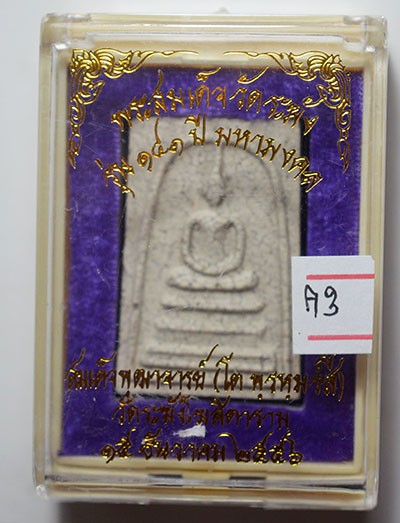 พระสมเด็จวัดระฆัง
รุ่น ๑๔๑ ปี มหามงคล
A3
สมเด็จพุฒาจารย์ (โต พฺรหฺมรํสี)
วัดระฆังโฆสิตาราม
๑๕ ธันวาคม ๒๕๕๖